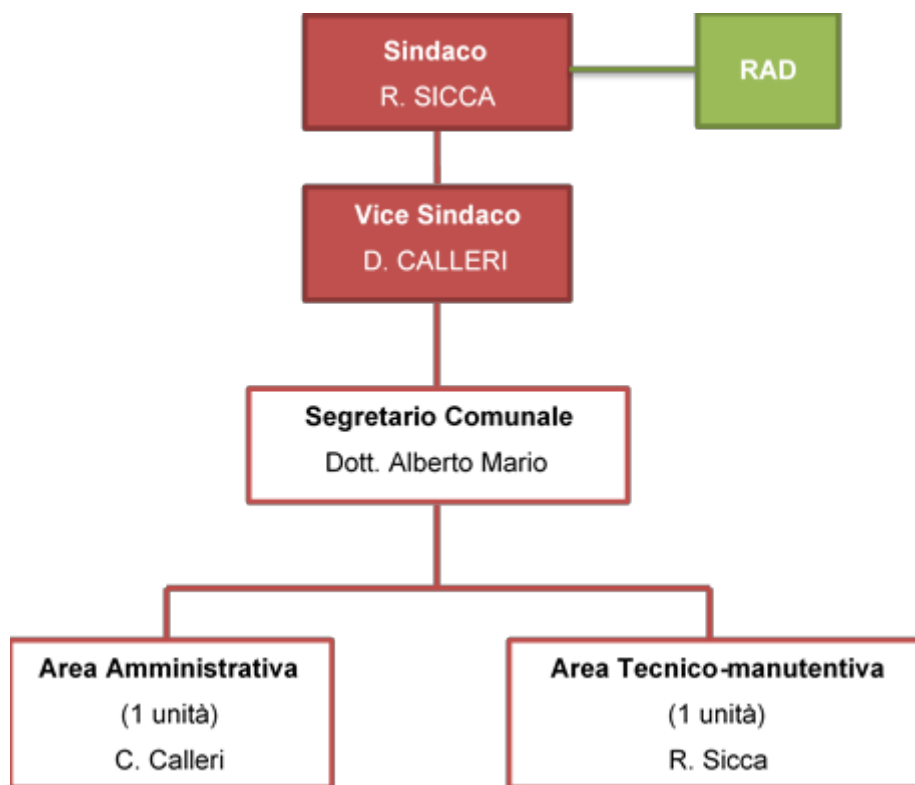 Sindaco
R. SICCA
RAD
Vice Sindaco
D. CALLERI
Segretario Comunale
Dott. Alberto Mario
Area Amministrativa
(1 unità)
C. Calleri
Area Tecnico-manutentiva
(1 unità)
R. Sicca